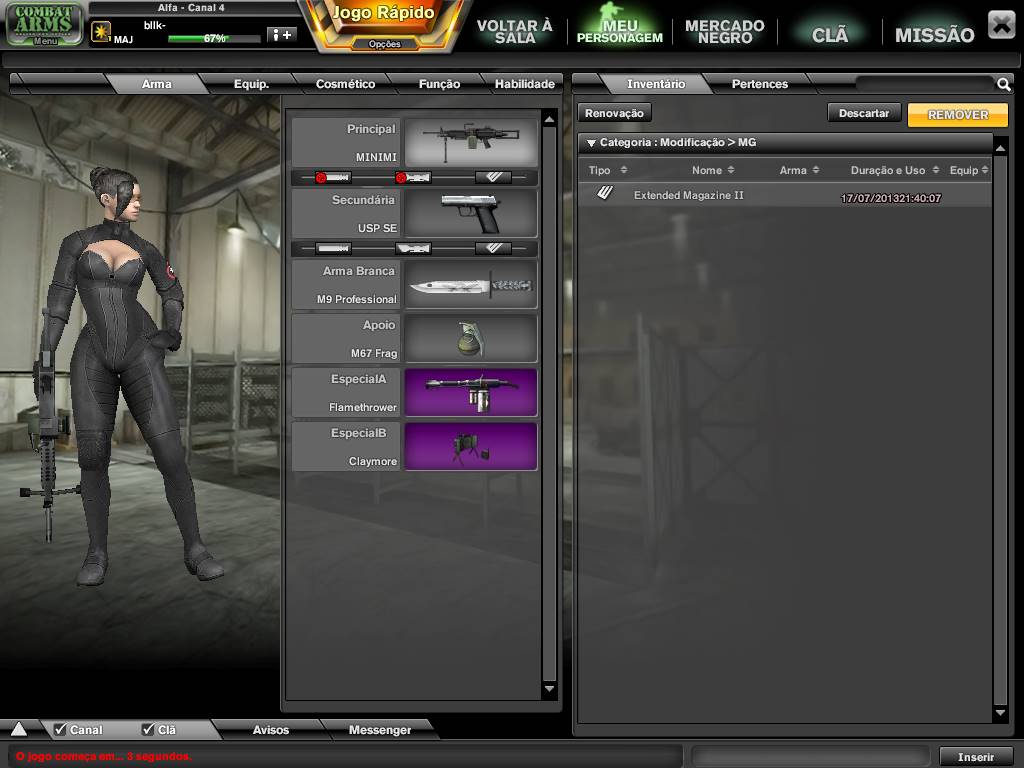 COMBAT ARMS
Menu
Alfa - Canal 4
MAJ
bllk-
67%
Jogo Rápido
Opções
VOLTAR À SALA
MEU PERSONAGEM
MERCADO NEGRO
CLÃ
MISSÃO
Arma
Equip.
Cosmético
Função
Habilidade
Inventário
Pertences
Principal
MINIMI
Secundária
USP SE
Arma Branca
M9 Professional
Apoio
M67 Frag
EspecialA
Flamethrower
EspecialB
Claymore
Renovação
Descartar
REMOVER
Categoria : Modificação > MG
Tipo
Nome
Arma
Duração e Uso
Equip
Extended Magazine II
17/07/201321:40:07
Canal
Clã
Avisos
Messenger
O jogo começa em... 3 segundos.
Inserir